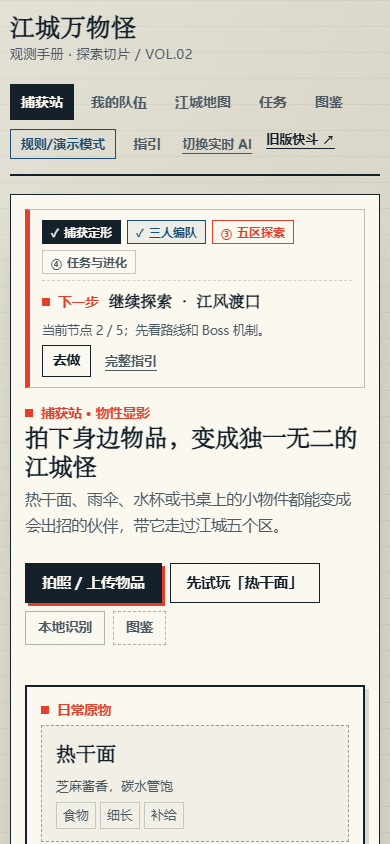 江城万物怪
观测手册 · 探索切片 / VOL.02
捕获站 我的队伍 江城地图 任务 图鉴
规则/演示模式 指引 切换实时 AI 旧版快斗 ↗
✓ 捕获定形 ✓ 三人编队 ③ 五区探索
④ 任务与进化
下一步 继续探索 · 江风渡口
当前节点 2 / 5；先看路线和 Boss 机制。
去做 完整指引
捕获站 • 物性显影
拍下身边物品，变成独一无二的
江城怪
热干面、雨伞、水杯或书桌上的小物件都能变成
会出招的伙伴，带它走过江城五个区。
拍照 / 上传物品 先试玩「热干面」
本地识别 图鉴
日常原物
热干面
芝麻酱香，碳水管饱
食物 细长 补给